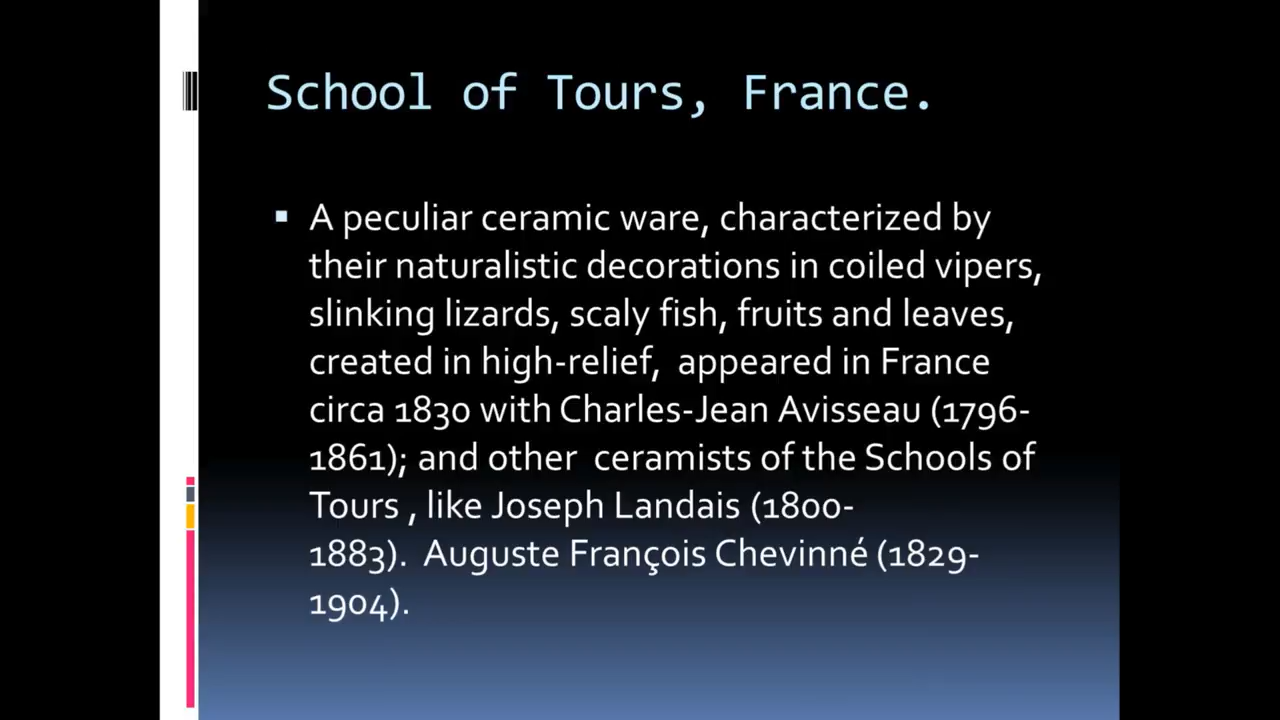 School of Tours, France.
A peculiar ceramic ware, characterized by
their naturalistic decorations in coiled vipers,
slinking lizards, scaly fish, fruits and leaves,
created in high-relief,  appeared in France
circa 1830 with Charles-Jean Avisseau (1796-
1861); and other  ceramists of the Schools of
Tours , like Joseph Landais (1800-
1883).  Auguste François Chevinné (1829-
1904).